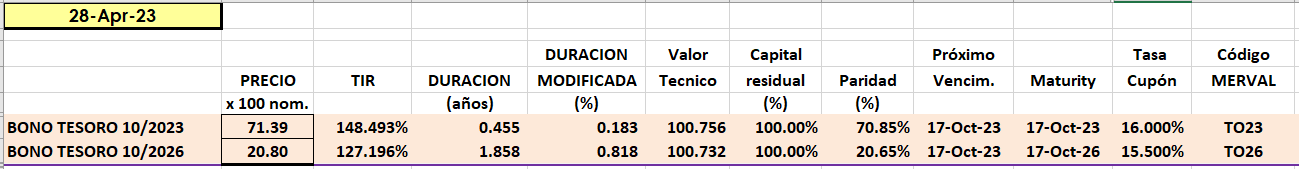 28-Apr-23
DURACION Valor Capital Próximo Tasa Código
PRECIO TIR DURACION MODIFICADA Tecnico residual Paridad Vencim. Maturity Cupón MERVAL
x 100 nom. (años) (%) (%) (%)
BONO TESORO 10/2023 71.39 148.493% 0.455 0.183 100.756 100.00% 70.85% 17-Oct-23 17-Oct-23 16.000% TO23
BONO TESORO 10/2026 20.80 127.196% 1.858 0.818 100.732 100.00% 20.65% 17-Oct-23 17-Oct-26 15.500% TO26